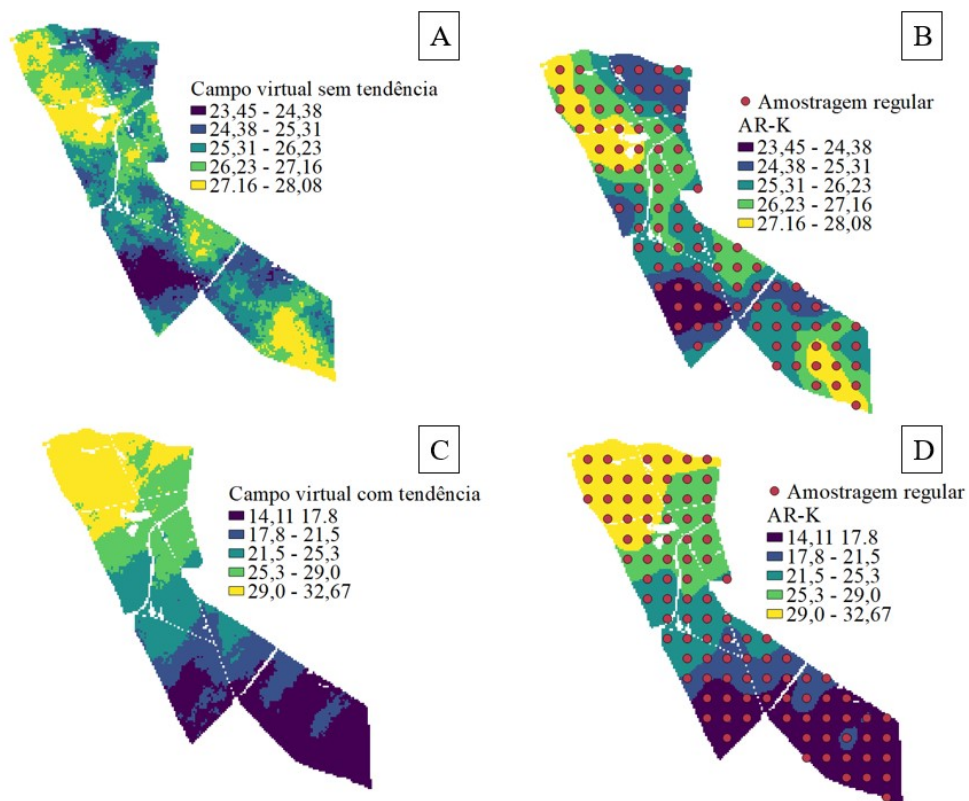 A
Campo virtual sem tendência
23,45 - 24,38
24,38 - 25,31
25,31 - 26,23
26,23 - 27,16
27.16 - 28,08
B
Amostragem regular
AR-K
23,45 - 24,38
24,38 - 25,31
25,31 - 26,23
26,23 - 27,16
27.16 - 28,08
C
Campo virtual com tendência
14,11 17.8
17,8 - 21,5
21,5 - 25,3
25,3 - 29,0
29,0 - 32,67
D
Amostragem regular
AR-K
14,11 17.8
17,8 - 21,5
21,5 - 25,3
25,3 - 29,0
29,0 - 32,67